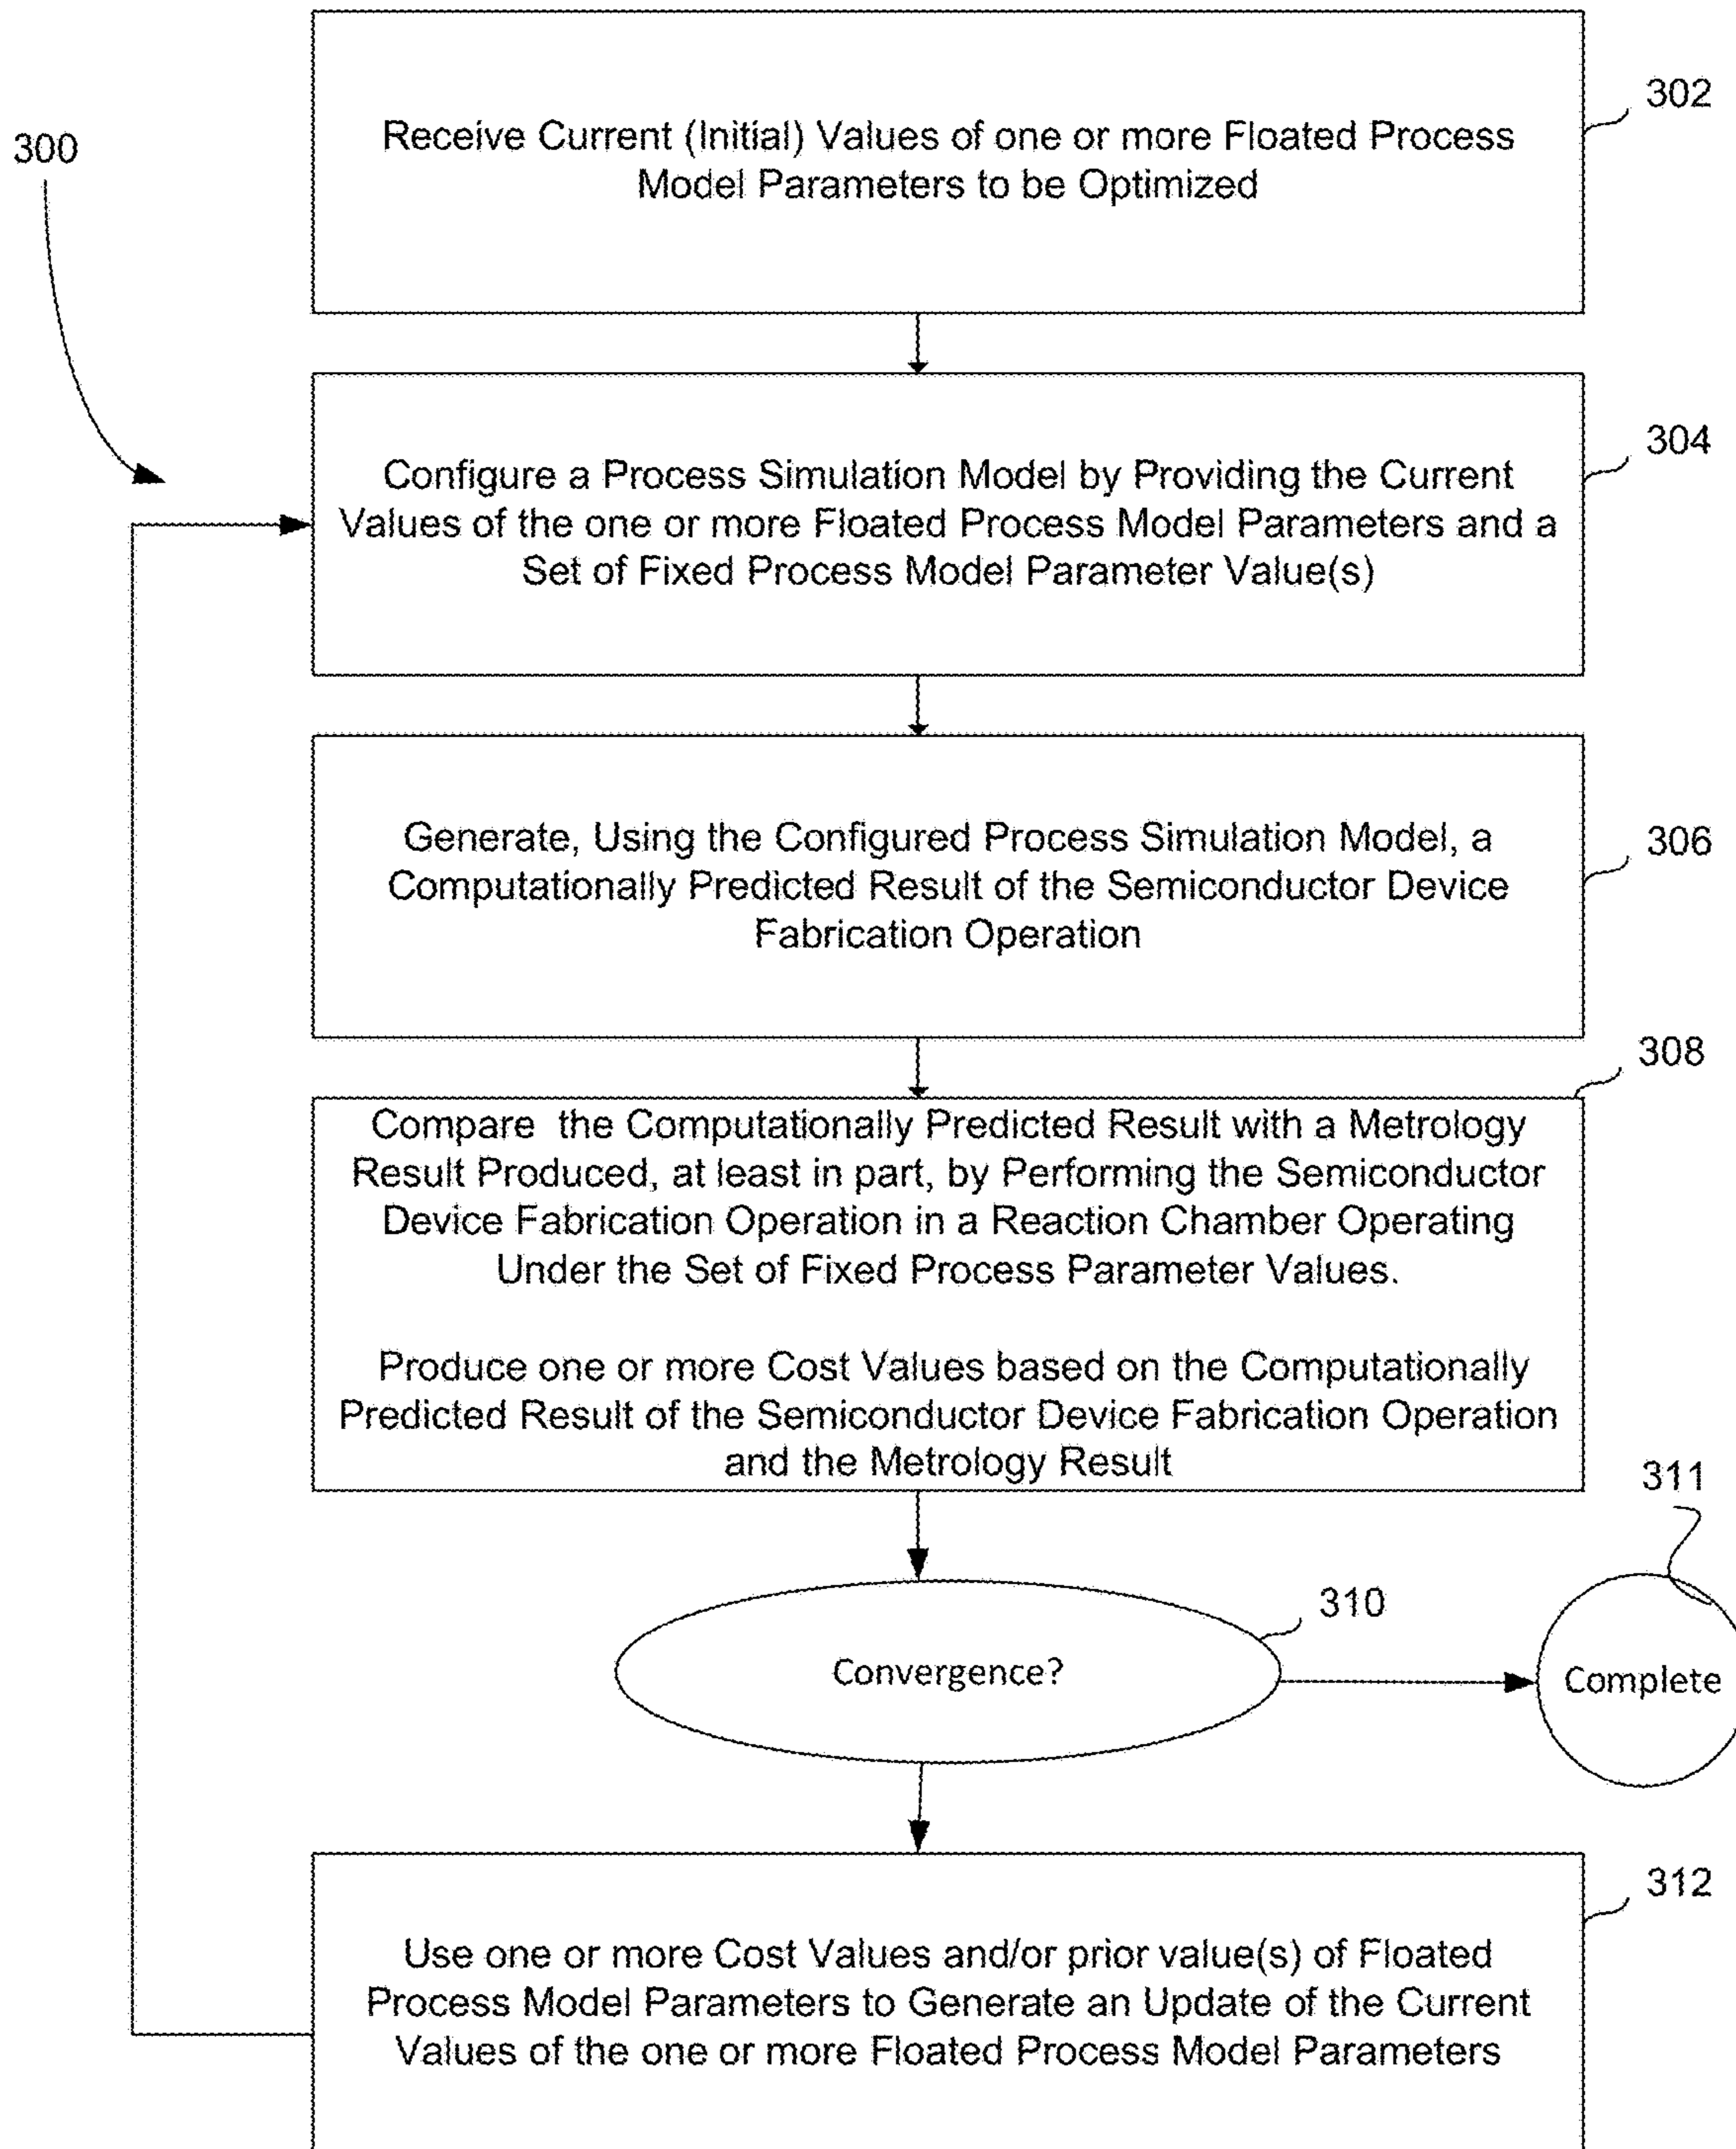 300
302
Receive Current (Initial) Values of one or more Floated Process
Model Parameters to be Optimized
304
Configure a Process Simulation Model by Providing the Current
Values of the one or more Floated Process Model Parameters and a
Set of Fixed Process Model Parameter Value(s)
306
Generate, Using the Configured Process Simulation Model, a
Computationally Predicted Result of the Semiconductor Device
Fabrication Operation
308
Compare the Computationally Predicted Result with a Metrology
Result Produced, at least in part, by Performing the Semiconductor
Device Fabrication Operation in a Reaction Chamber Operating
Under the Set of Fixed Process Parameter Values.
Produce one or more Cost Values based on the Computationally
Predicted Result of the Semiconductor Device Fabrication Operation
and the Metrology Result
310
Convergence?
311
Complete
312
Use one or more Cost Values and/or prior value(s) of Floated
Process Model Parameters to Generate an Update of the Current
Values of the one or more Floated Process Model Parameters